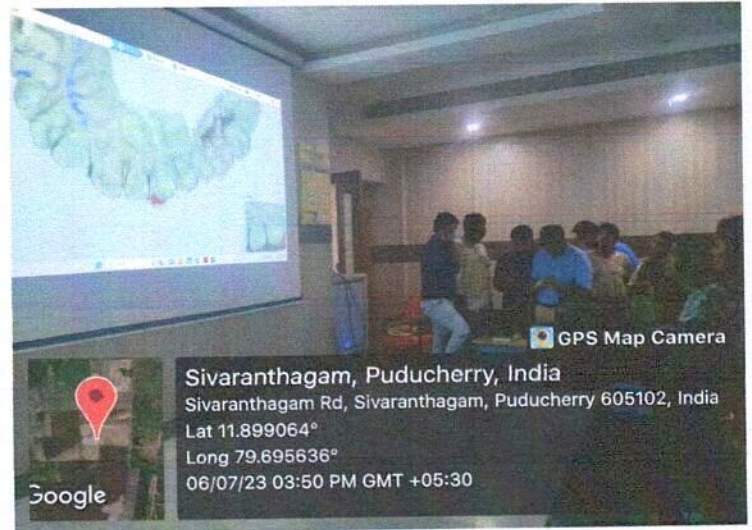 GPS Map Camera
Sivaranthagam, Puducherry, India
Sivaranthagam Rd, Sivaranthagam, Puducherry 605102, India
Lat 11.899064°
Long 79.695636°
06/07/23 03:50 PM GMT +05:30
Google